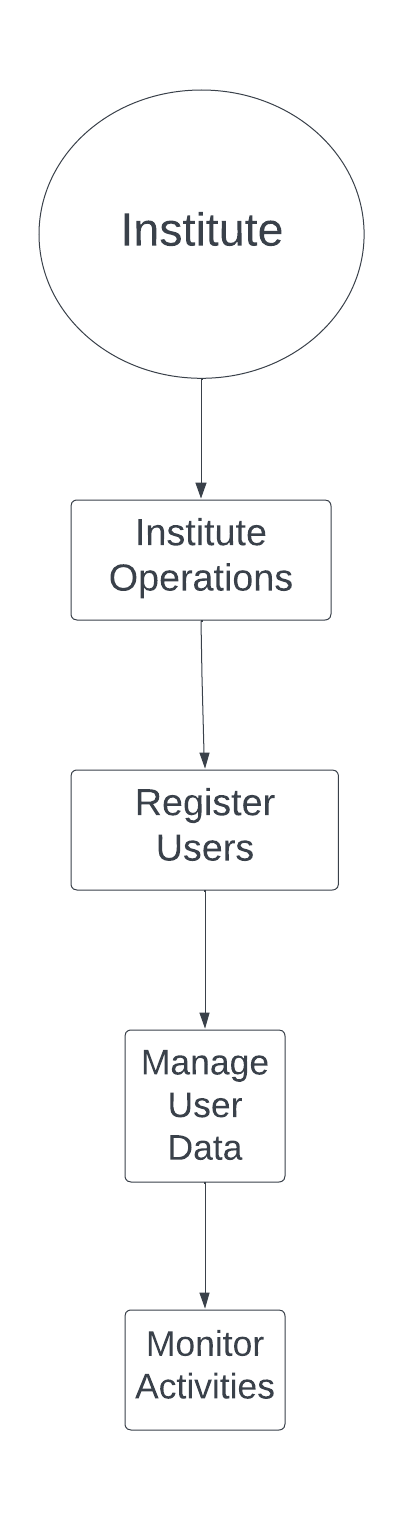 Institute
Institute
Operations
Register
Users
Manage
User
Data
Monitor
Activities